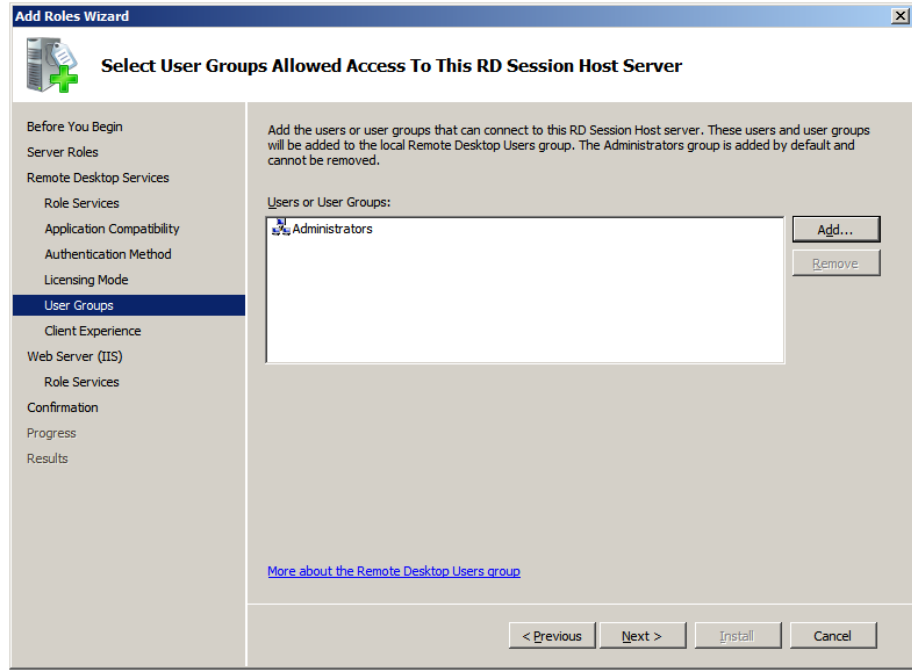 Add Roles Wizard
Select User Groups Allowed Access To This RD Session Host Server
Before You Begin
Server Roles
Remote Desktop Services
Role Services
Application Compatibility
Authentication Method
Licensing Mode
User Groups
Client Experience
Web Server (IIS)
Role Services
Confirmation
Progress
Results
Add the users or user groups that can connect to this RD Session Host server. These users and user groups
will be added to the local Remote Desktop Users group. The Administrators group is added by default and
cannot be removed.
Users or User Groups:
Administrators
Add...
Remove
More about the Remote Desktop Users group
< Previous
Next >
Install
Cancel